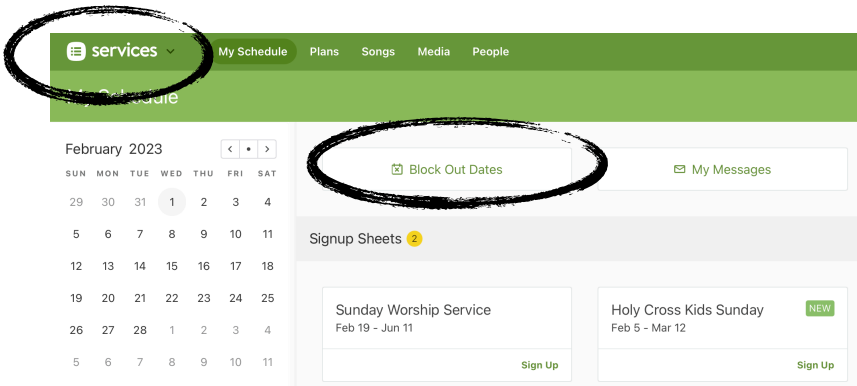 services My Schedule Plans Songs Media People
My Schedule
February 2023
SUN MON TUE WED THU FRI SAT
29 30 31 1 2 3 4
5 6 7 8 9 10 11
12 13 14 15 16 17 18
19 20 21 22 23 24 25
26 27 28 1 2 3 4
5 6 7 8 9 10 11
Block Out Dates
My Messages
Signup Sheets 2
Sunday Worship Service
Feb 19 - Jun 11
Sign Up
Holy Cross Kids Sunday NEW
Feb 5 - Mar 12
Sign Up